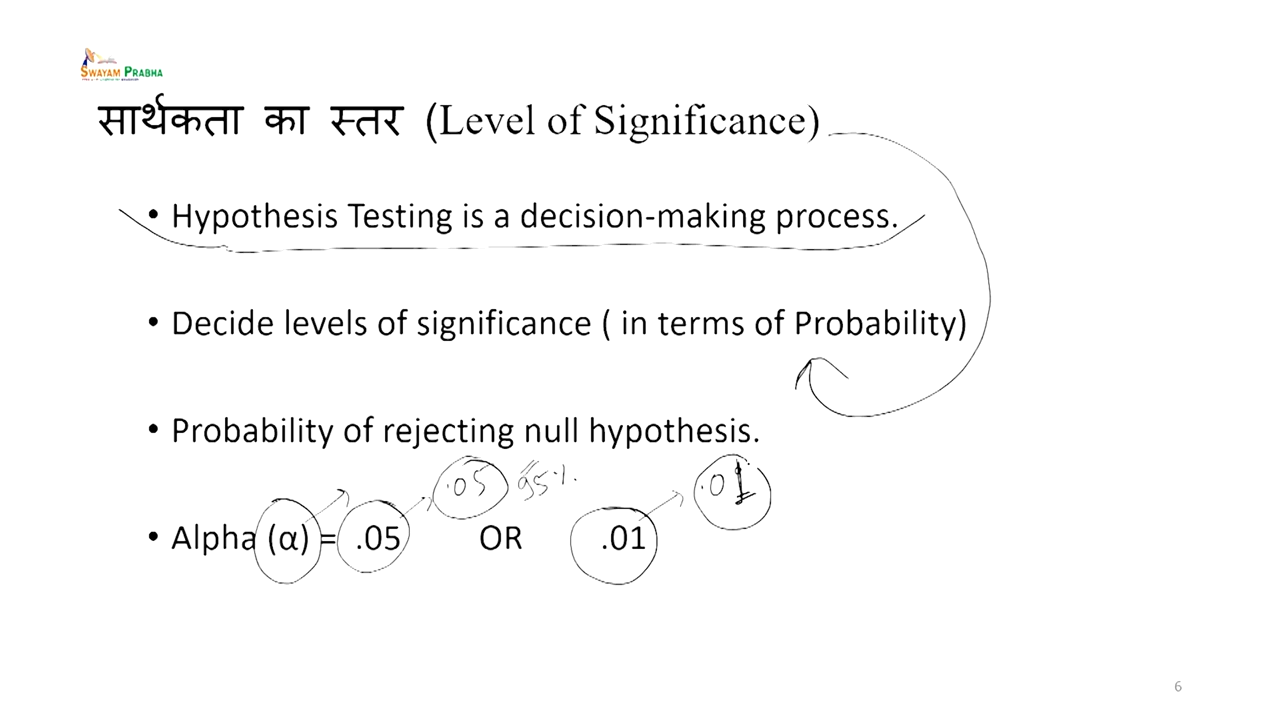 SWAYAM PRABHA
सार्थकता का स्तर (Level of Significance)
• Hypothesis Testing is a decision-making process.
• Decide levels of significance ( in terms of Probability)
• Probability of rejecting null hypothesis.
.05 95% .01
• Alpha (α) = .05 OR .01
6